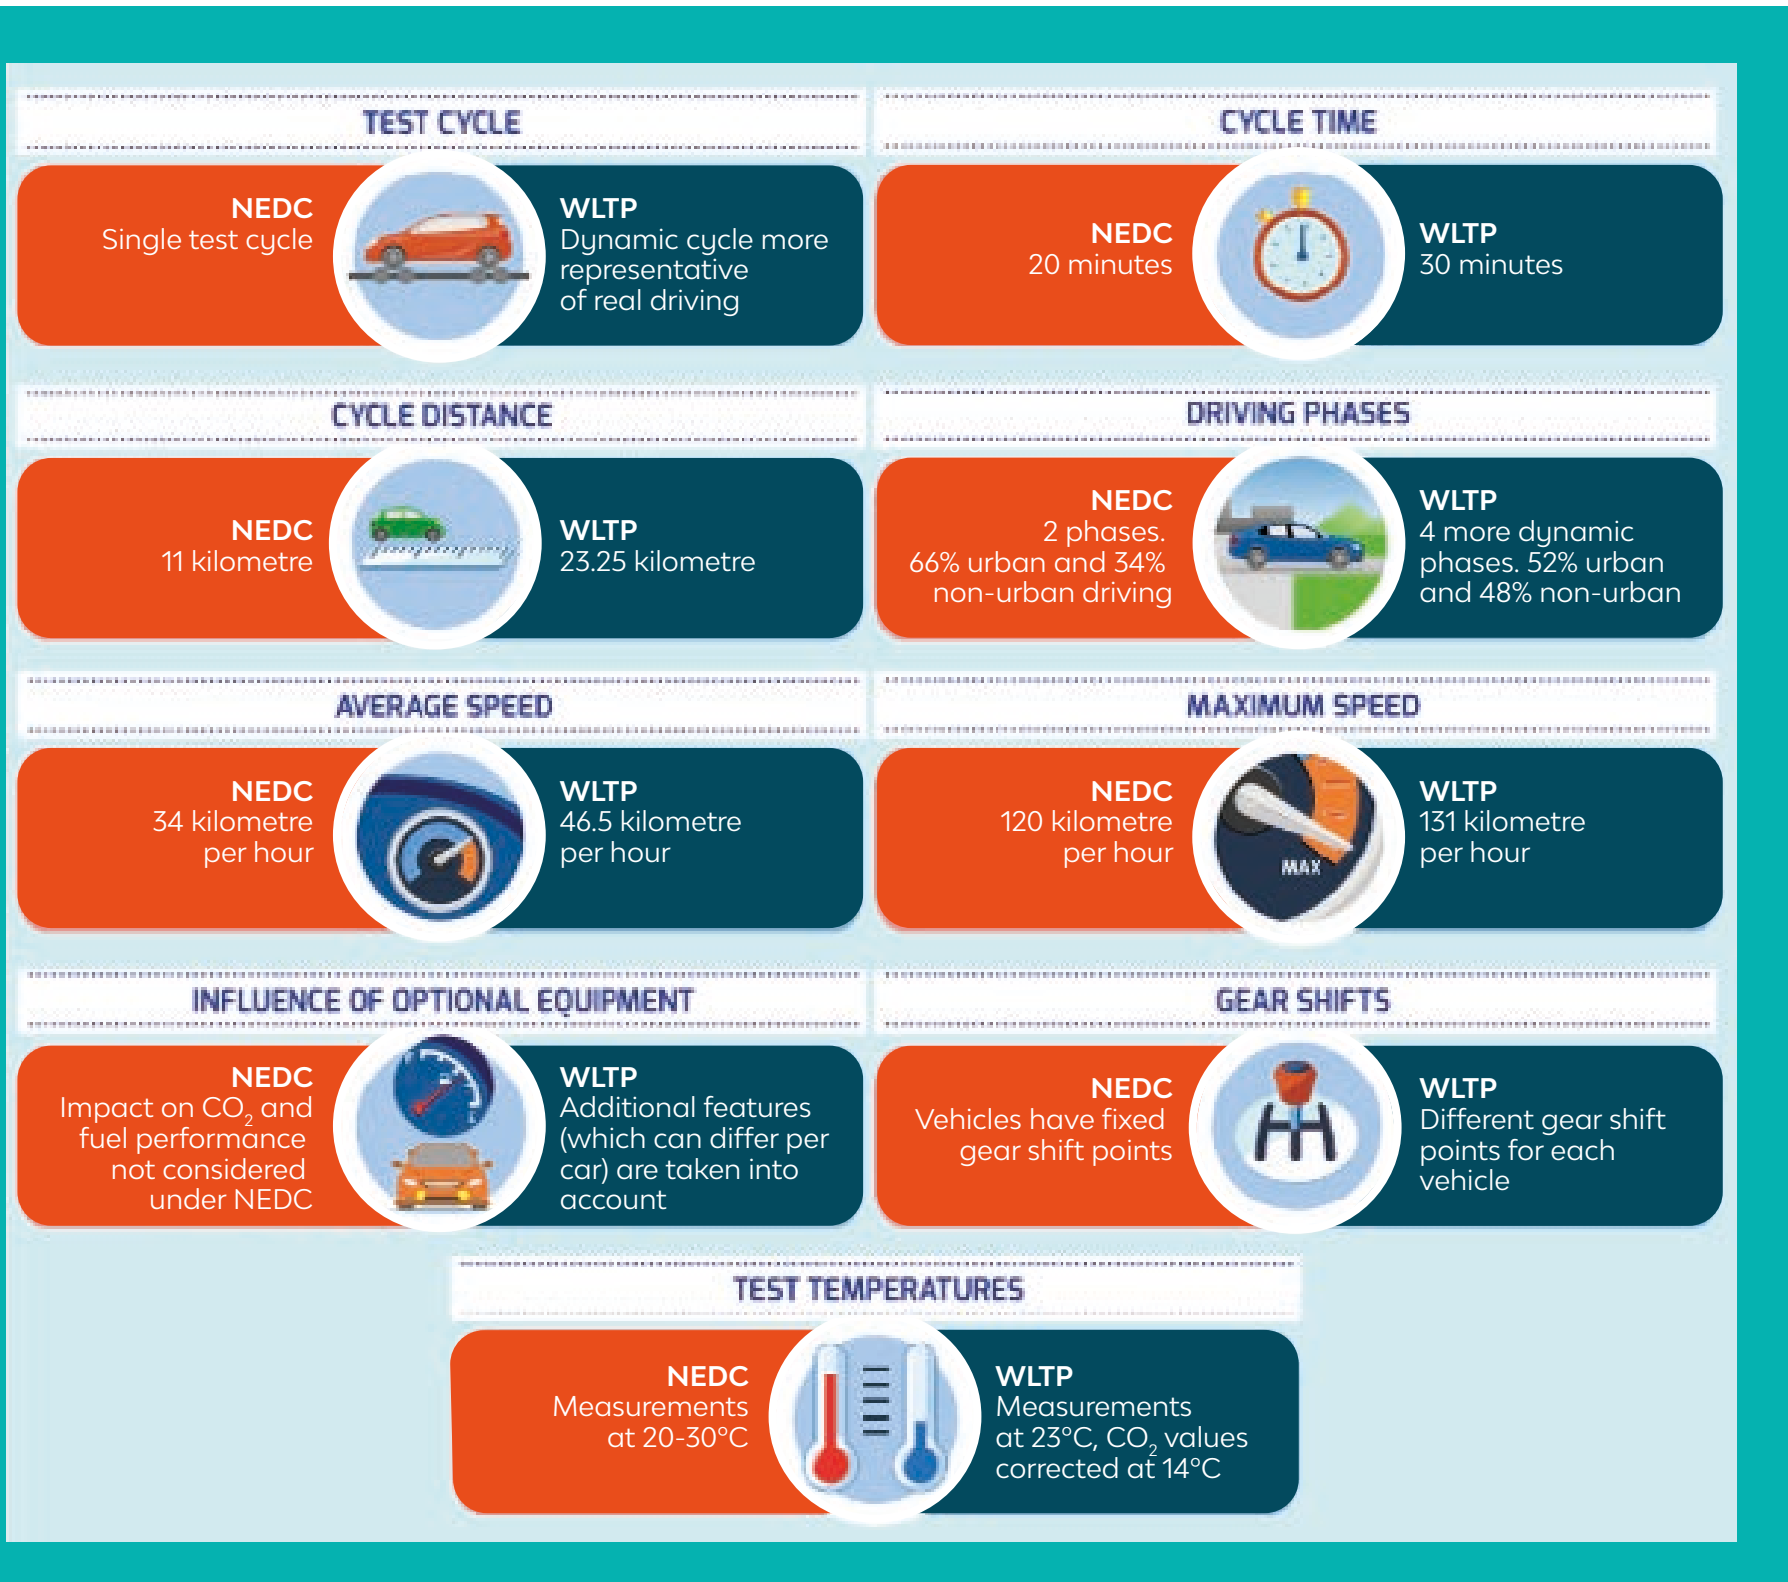 TEST CYCLE
NEDC
Single test cycle
WLTP
Dynamic cycle more
representative
of real driving
CYCLE TIME
NEDC
20 minutes
WLTP
30 minutes
CYCLE DISTANCE
NEDC
11 kilometre
WLTP
23.25 kilometre
DRIVING PHASES
NEDC
2 phases.
66% urban and 34%
non-urban driving
WLTP
4 more dynamic
phases. 52% urban
and 48% non-urban
AVERAGE SPEED
NEDC
34 kilometre
per hour
WLTP
46.5 kilometre
per hour
MAXIMUM SPEED
NEDC
120 kilometre
per hour
MAX
WLTP
131 kilometre
per hour
INFLUENCE OF OPTIONAL EQUIPMENT
NEDC
Impact on CO₂ and
fuel performance
not considered
under NEDC
WLTP
Additional features
(which can differ per
car) are taken into
account
GEAR SHIFTS
NEDC
Vehicles have fixed
gear shift points
WLTP
Different gear shift
points for each
vehicle
TEST TEMPERATURES
NEDC
Measurements
at 20-30°C
WLTP
Measurements
at 23°C, CO₂ values
corrected at 14°C